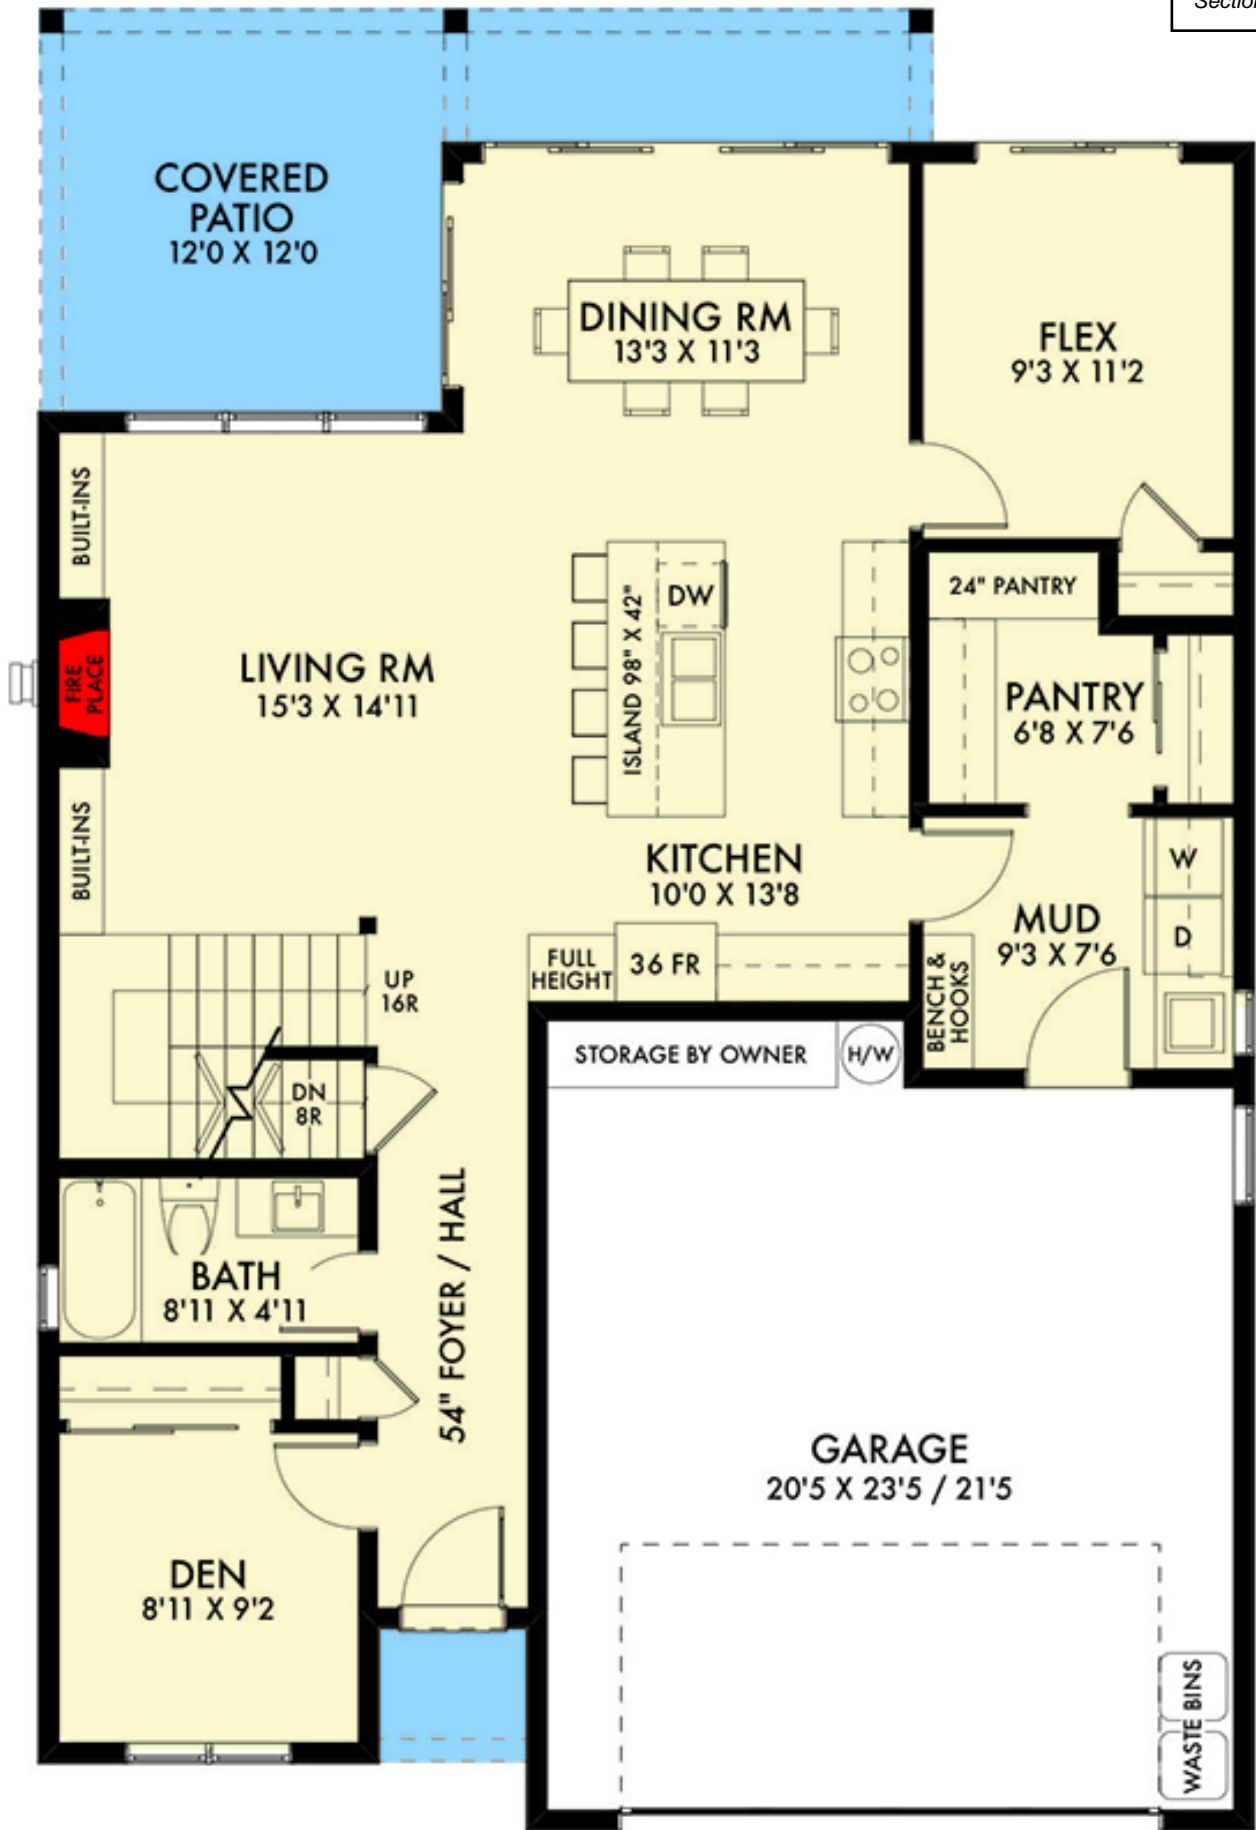 Section
COVERED
PATIO
12'0 X 12'0
DINING RM
13'3 X 11'3
FLEX
9'3 X 11'2
BUILT-INS
24" PANTRY
DW
ISLAND 98" X 42"
FIRE
PLACE
LIVING RM
15'3 X 14'11
PANTRY
6'8 X 7'6
BUILT-INS
KITCHEN
10'0 X 13'8
W
MUD
9'3 X 7'6
D
FULL
HEIGHT
36 FR
BENCH &
HOOKS
UP
16R
STORAGE BY OWNER
H/W
DN
8R
54" FOYER / HALL
BATH
8'11 X 4'11
GARAGE
20'5 X 23'5 / 21'5
DEN
8'11 X 9'2
WASTE BINS